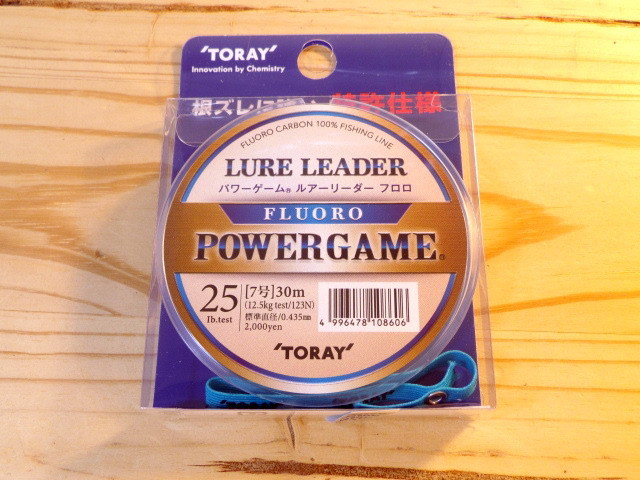 'TORAY'
Innovation by Chemistry
根ズレに強い 特許仕様
FLUORO CARBON 100% FISHING LINE
LURE LEADER
パワーゲーム® ルアーリーダー フロロ
FLUORO
POWERGAME®
25 lb.test
[7号]30m
(12.5kg test/123N)
標準直径/0.435mm
2,000yen
4 996478 108606
'TORAY'
TORAY